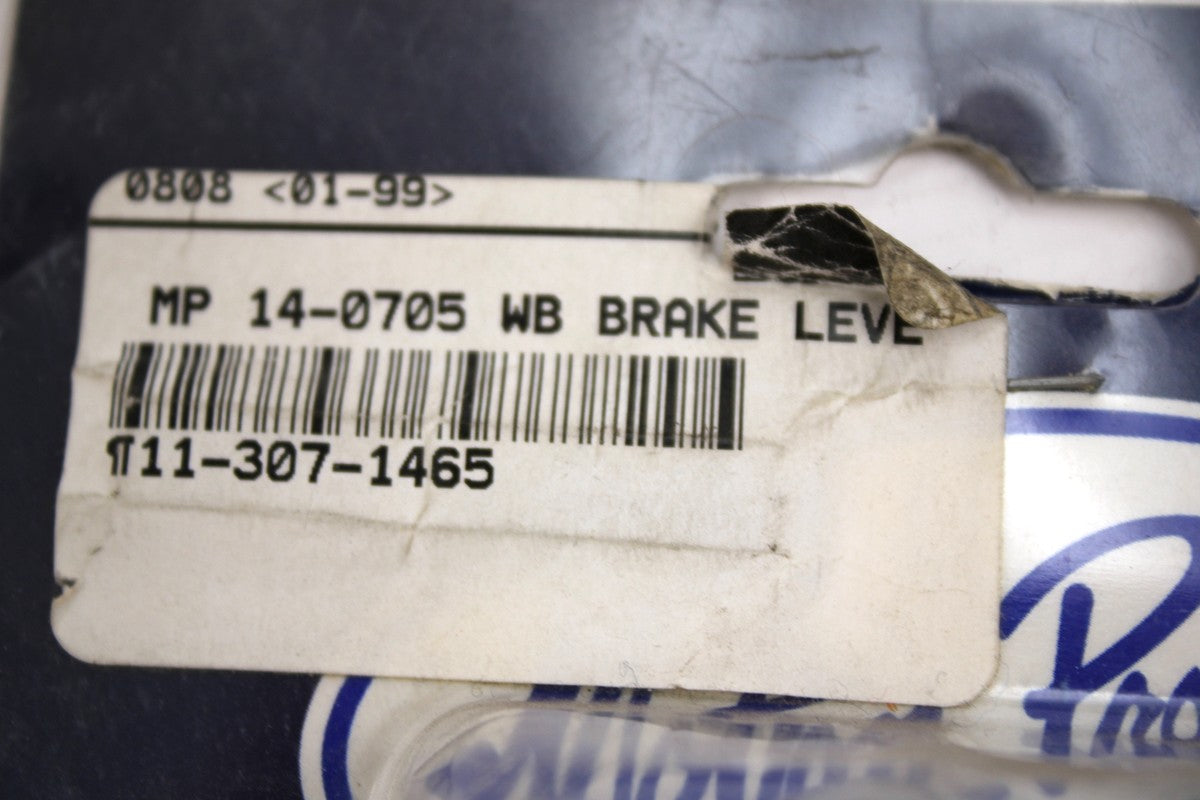 0808 <01-99>
MP 14-0705 WB BRAKE LEVE
¶11-307-1465